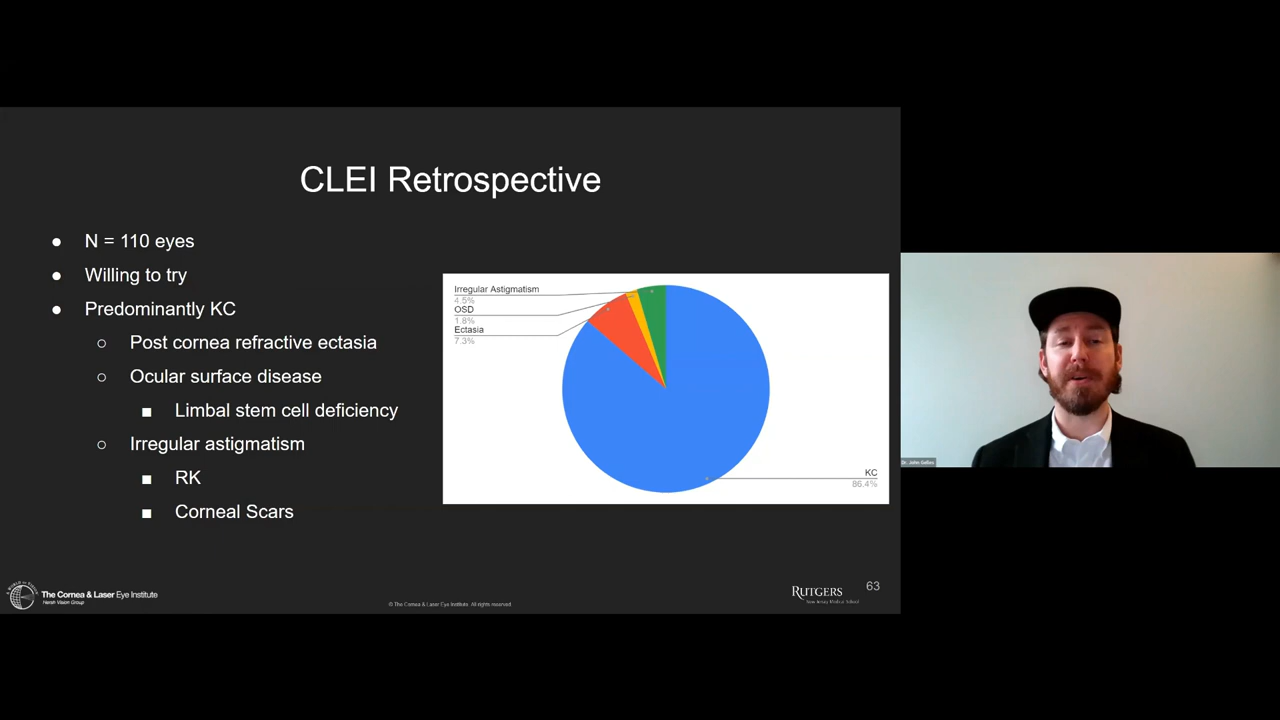 CLEI Retrospective
● N = 110 eyes
● Willing to try
● Predominantly KC
○ Post cornea refractive ectasia
○ Ocular surface disease
■ Limbal stem cell deficiency
○ Irregular astigmatism
■ RK
■ Corneal Scars
Irregular Astigmatism
4.5%
OSD
1.8%
Ectasia
7.3%
KC
86.4%
The Cornea & Laser Eye Institute
Hersh Vision Group
© The Cornea & Laser Eye Institute. All rights reserved.
RUTGERS
New Jersey Medical School
63
Dr. John Gelles